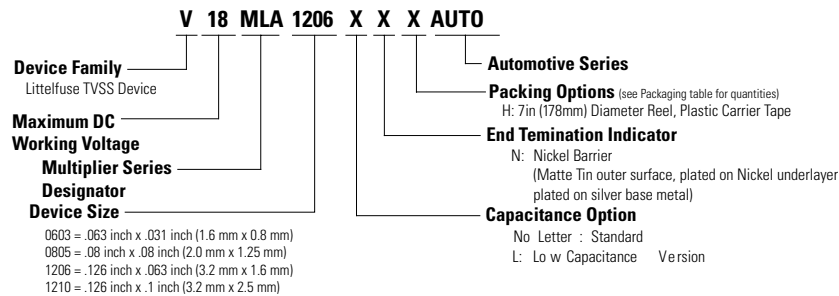 V 18 MLA 1206 X X X AUTO
Device Family
Littelfuse TVSS Device
Maximum DC
Working Voltage
Multiplier Series
Designator
Device Size
0603 = .063 inch x .031 inch (1.6 mm x 0.8 mm)
0805 = .08 inch x .08 inch (2.0 mm x 1.25 mm)
1206 = .126 inch x .063 inch (3.2 mm x 1.6 mm)
1210 = .126 inch x .1 inch (3.2 mm x 2.5 mm)
Automotive Series
Packing Options (see Packaging table for quantities)
H: 7in (178mm) Diameter Reel, Plastic Carrier Tape
End Temination Indicator
N: Nickel Barrier
(Matte Tin outer surface, plated on Nickel underlayer
plated on silver base metal)
Capacitance Option
No Letter : Standard
L: Lo w Capacitance Version